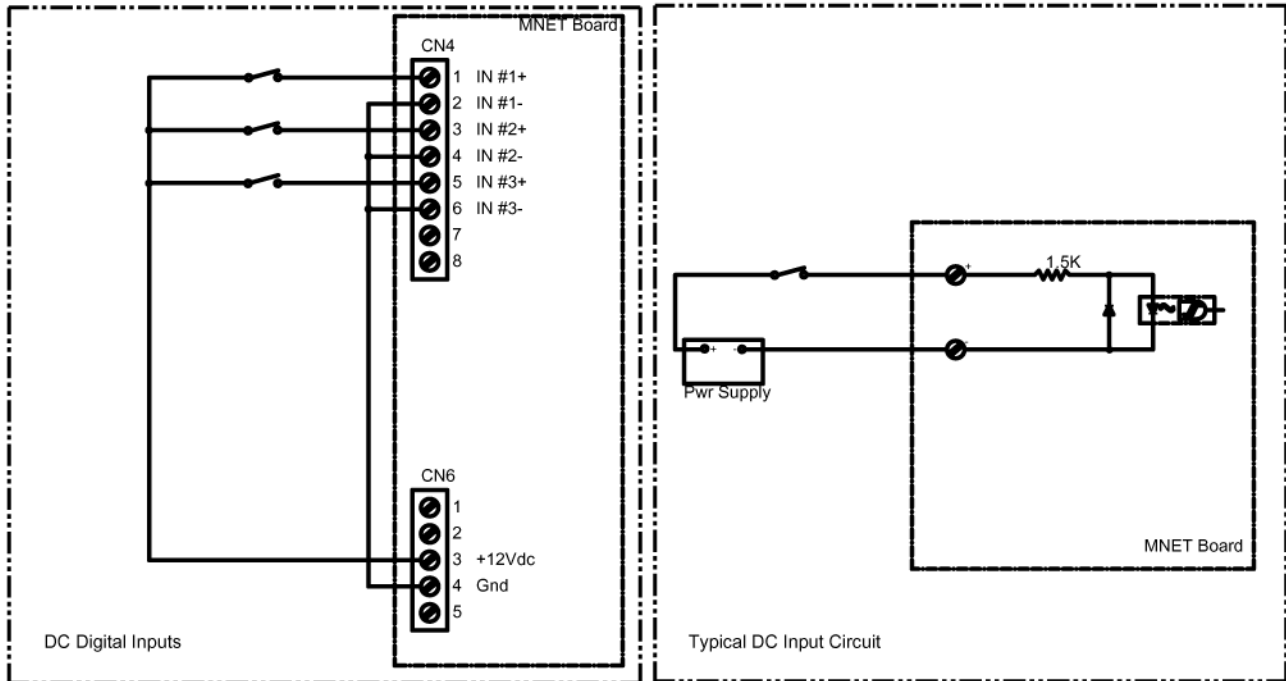 MNET Board
CN4
1 IN #1+
2 IN #1-
3 IN #2+
4 IN #2-
5 IN #3+
6 IN #3-
7
8
CN6
1
2
3 +12Vdc
4 Gnd
5
DC Digital Inputs
1.5K
+
-
+ -
Pwr Supply
MNET Board
Typical DC Input Circuit